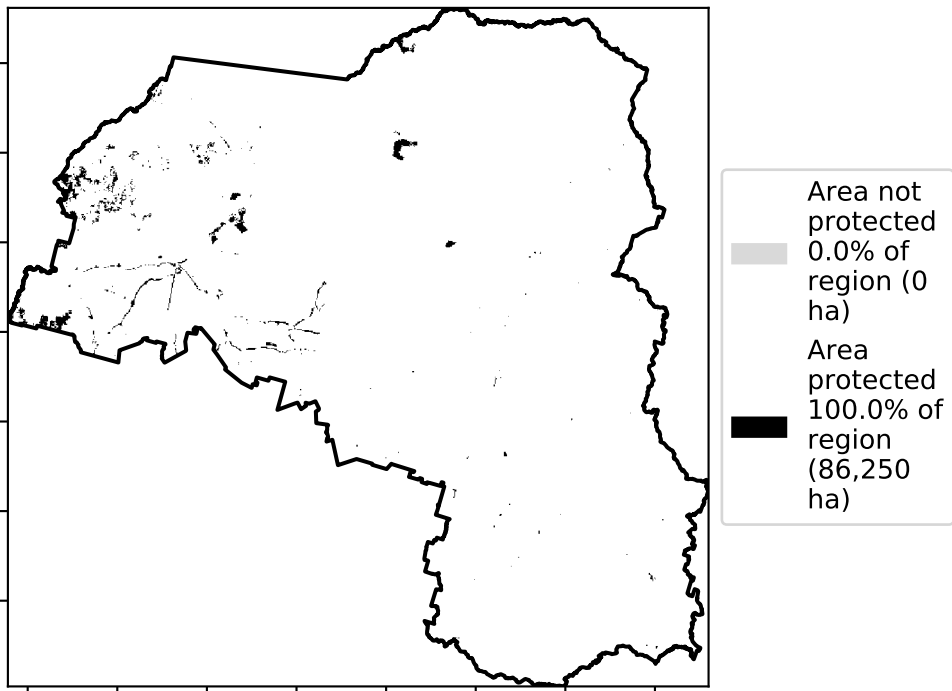 Area not
protected
0.0% of
region (0
ha)
Area
protected
100.0% of
region
(86,250
ha)